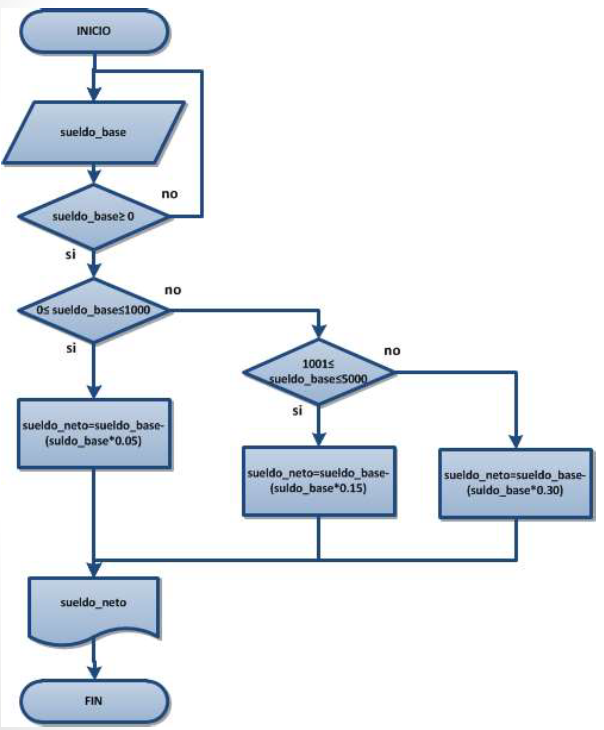 INICIO
sueldo_base
no
sueldo_base≥ 0
si
no
0≤ sueldo_base≤1000
si
1001≤
sueldo_base≤5000
no
si
sueldo_neto=sueldo_base-
(suldo_base*0.05)
sueldo_neto=sueldo_base-
(suldo_base*0.15)
sueldo_neto=sueldo_base-
(suldo_base*0.30)
sueldo_neto
FIN